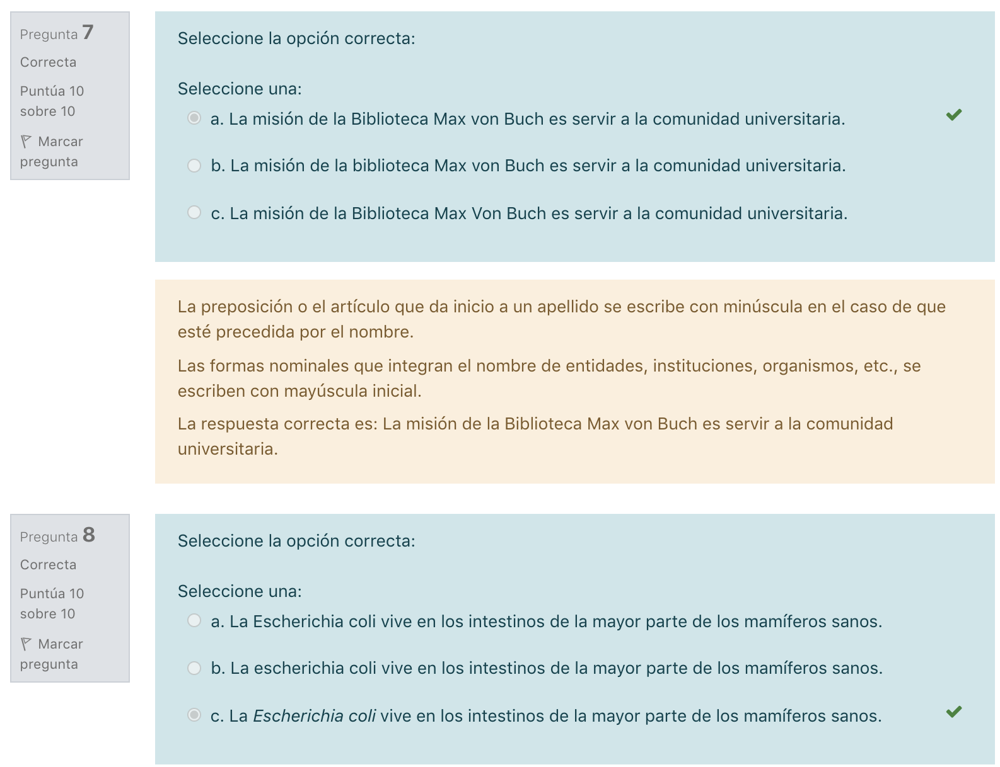 Pregunta 7
Correcta
Puntúa 10
sobre 10
Marcar
pregunta
Seleccione la opción correcta:
Seleccione una:
a. La misión de la Biblioteca Max von Buch es servir a la comunidad universitaria.
b. La misión de la biblioteca Max von Buch es servir a la comunidad universitaria.
c. La misión de la Biblioteca Max Von Buch es servir a la comunidad universitaria.
La preposición o el artículo que da inicio a un apellido se escribe con minúscula en el caso de que
esté precedida por el nombre.
Las formas nominales que integran el nombre de entidades, instituciones, organismos, etc., se
escriben con mayúscula inicial.
La respuesta correcta es: La misión de la Biblioteca Max von Buch es servir a la comunidad
universitaria.
Pregunta 8
Correcta
Puntúa 10
sobre 10
Marcar
pregunta
Seleccione la opción correcta:
Seleccione una:
a. La Escherichia coli vive en los intestinos de la mayor parte de los mamíferos sanos.
b. La escherichia coli vive en los intestinos de la mayor parte de los mamíferos sanos.
c. La Escherichia coli vive en los intestinos de la mayor parte de los mamíferos sanos.